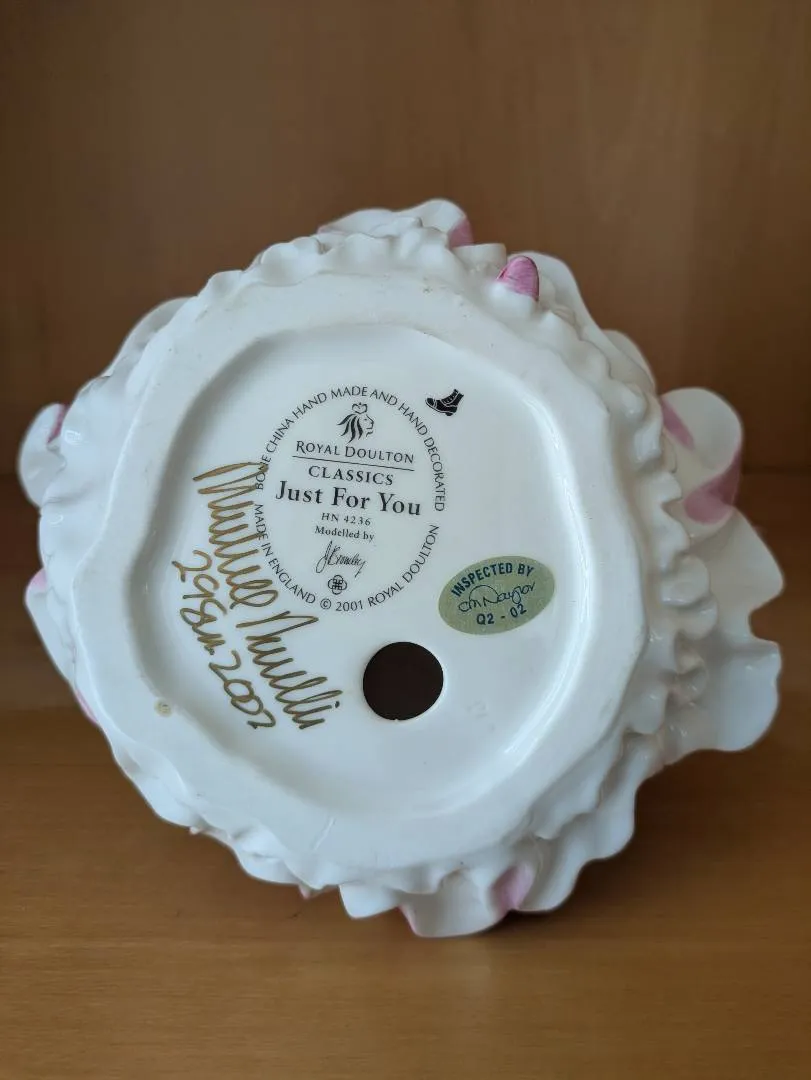 BONE CHINA HAND MADE AND HAND DECORATED
ROYAL DOULTON
CLASSICS
Just For You
HN 4236
Modelled by
MADE IN ENGLAND © 2001 ROYAL DOULTON
INSPECTED BY
Q2 - 02